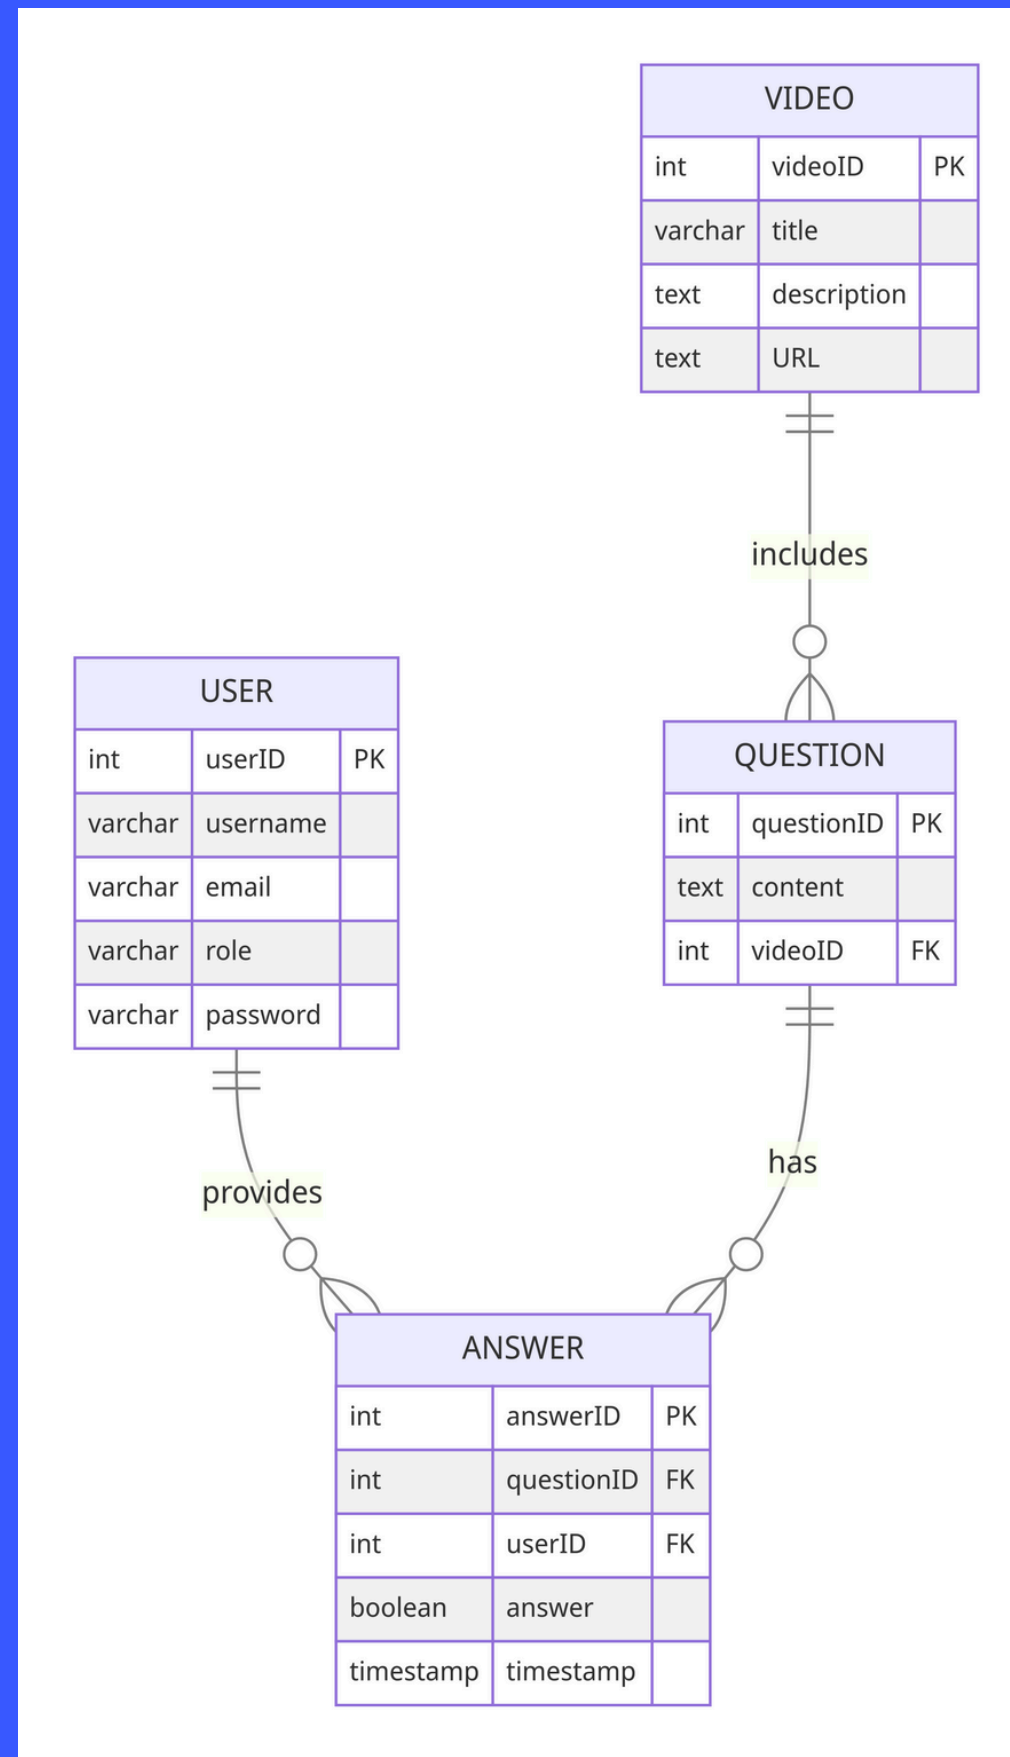 VIDEO
int videoID PK
varchar title
text description
text URL
includes
USER
int userID PK
varchar username
varchar email
varchar role
varchar password
QUESTION
int questionID PK
text content
int videoID FK
provides
has
ANSWER
int answerID PK
int questionID FK
int userID FK
boolean answer
timestamp timestamp